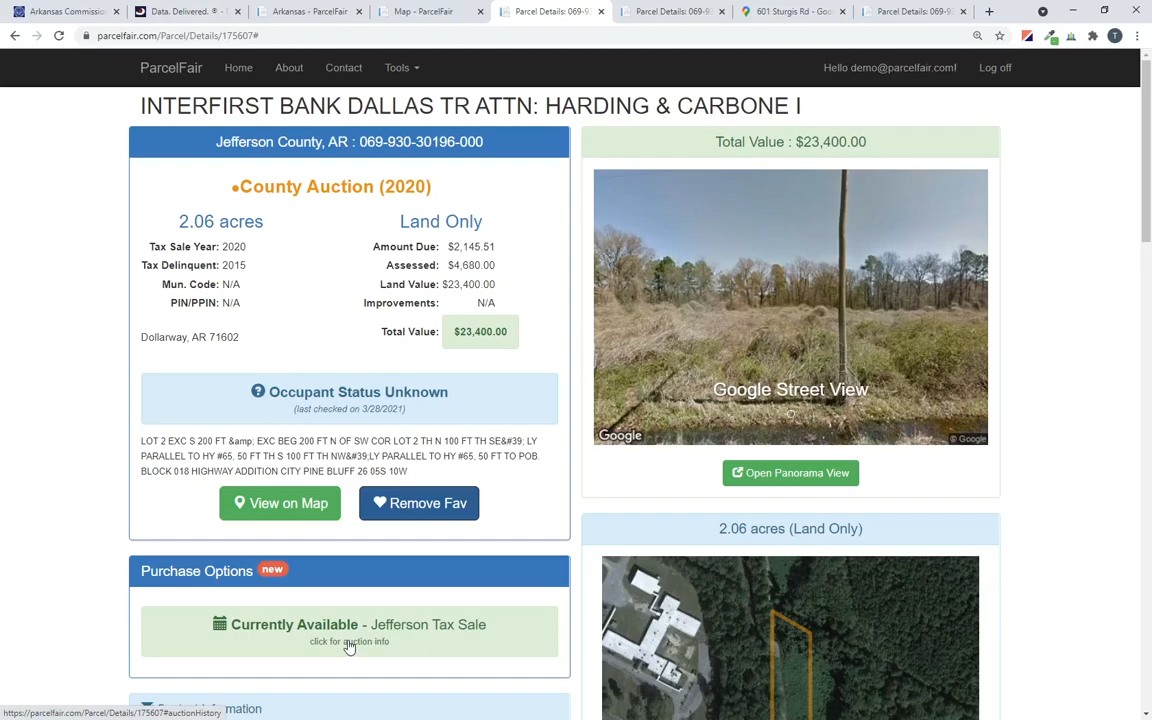 Arkansas Commissio
Data. Delivered. ® - 
Arkansas - ParcelFair
Map - ParcelFair
Parcel Details: 069-9
Parcel Details: 069-9
601 Sturgis Rd - Goo
Parcel Details: 069-9
parcelfair.com/Parcel/Details/175607#
T
ParcelFair Home About Contact Tools Hello demo@parcelfair.com! Log off
INTERFIRST BANK DALLAS TR ATTN: HARDING & CARBONE I
Jefferson County, AR : 069-930-30196-000
County Auction (2020)
2.06 acres
Land Only
Tax Sale Year: 2020
Amount Due: $2,145.51
Tax Delinquent: 2015
Assessed: $4,680.00
Mun. Code: N/A
Land Value: $23,400.00
PIN/PPIN: N/A
Improvements: N/A
Dollarway, AR 71602
Total Value: $23,400.00
Occupant Status Unknown
(last checked on 3/28/2021)
LOT 2 EXC S 200 FT &amp; EXC BEG 200 FT N OF SW COR LOT 2 TH N 100 FT TH SE&#39; LY
PARALLEL TO HY #65, 50 FT TH S 100 FT TH NW&#39;LY PARALLEL TO HY #65, 50 FT TO POB.
BLOCK 018 HIGHWAY ADDITION CITY PINE BLUFF 26 05S 10W
View on Map
Remove Fav
Purchase Options new
Currently Available - Jefferson Tax Sale
click for auction info
Total Value : $23,400.00
Google Street View
Google
© Google
Open Panorama View
2.06 acres (Land Only)
https://parcelfair.com/Parcel/Details/175607#auctionHistory